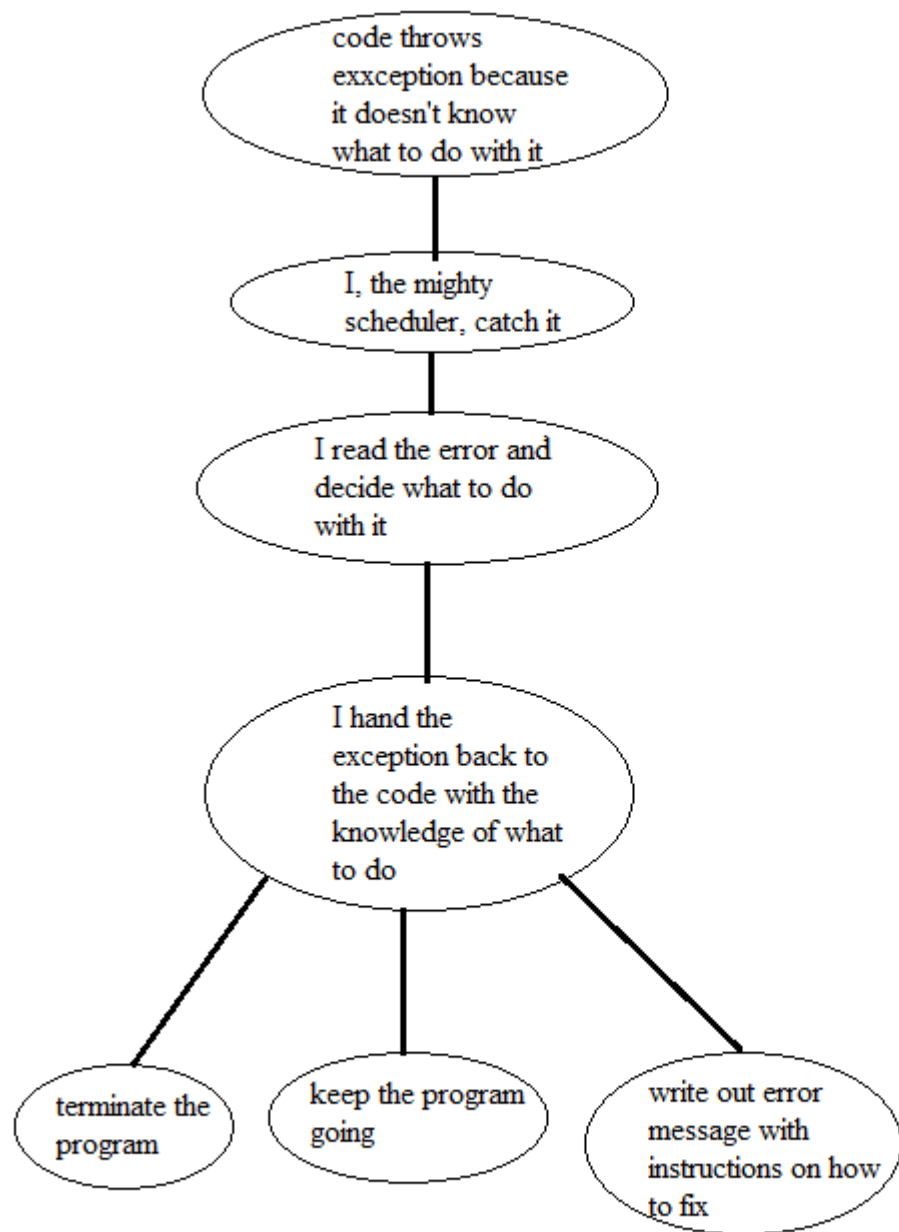 code throws
exxception because
it doesn't know
what to do with it
I, the mighty
scheduler, catch it
I read the error and
decide what to do
with it
I hand the
exception back to
the code with the
knowledge of what
to do
terminate the
program
keep the program
going
write out error
message with
instructions on how
to fix